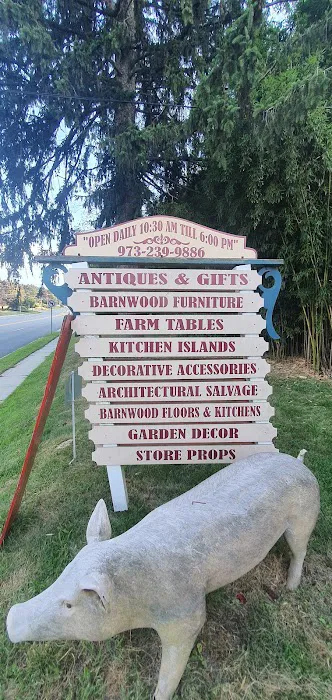 "OPEN DAILY 10:30 AM TILL 6:00 PM"
973-239-9886
ANTIQUES & GIFTS
BARNWOOD FURNITURE
FARM TABLES
KITCHEN ISLANDS
DECORATIVE ACCESSORIES
ARCHITECTURAL SALVAGE
BARNWOOD FLOORS & KITCHENS
GARDEN DECOR
STORE PROPS